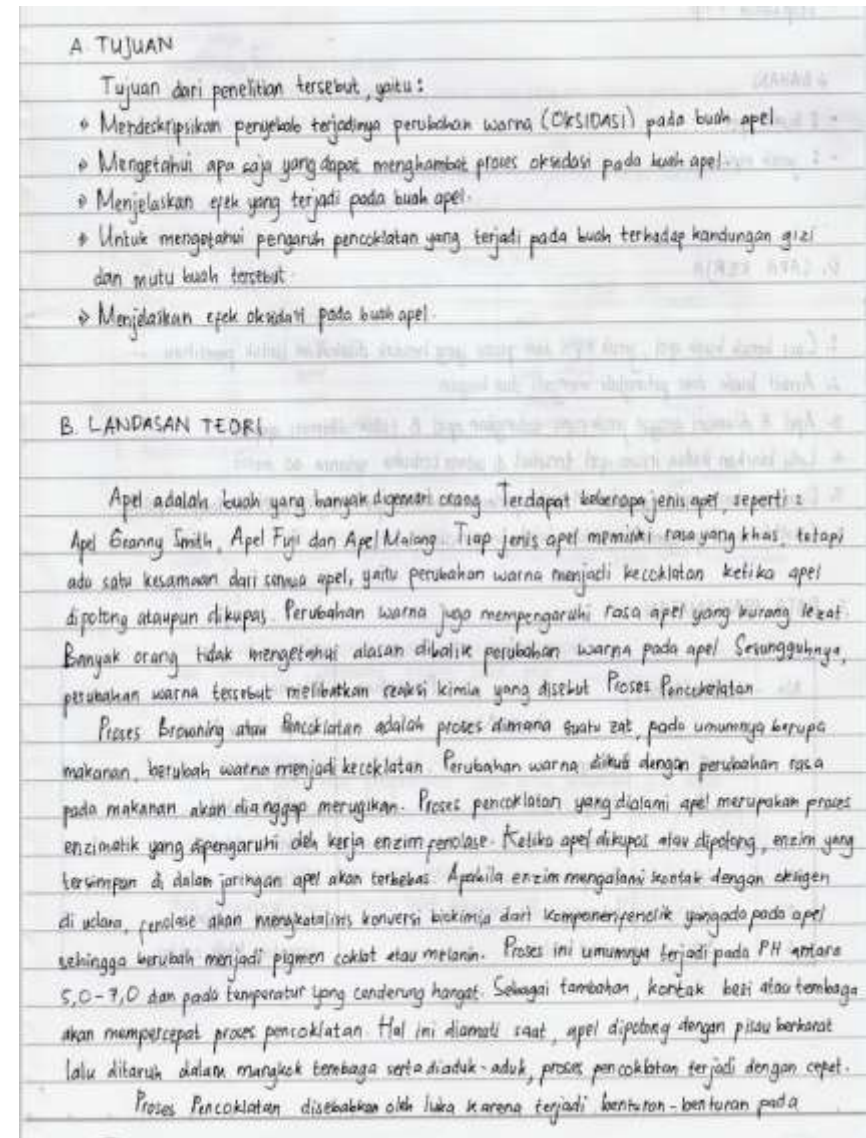 A. TUJUAN
Tujuan dari penelitian tersebut, yaitu :
Mendeskripsikan penyebab terjadinya perubahan warna (OKSIDASI) pada buah apel
Mengetahui apa saja yang dapat menghambat proses oksidasi pada buah apel.
Menjelaskan efek yang terjadi pada buah apel.
Untuk mengetahui pengaruh pencoklatan yang terjadi pada buah terhadap kandungan gizi
dan mutu buah tersebut.
Menjelaskan efek oksidasi pada buah apel.
B. LANDASAN TEORI
Apel adalah buah yang banyak digemari orang. Terdapat beberapa jenis apel, seperti :
Apel Granny Smith, Apel Fuji dan Apel Malang. Tiap jenis apel memiliki rasa yang khas, tetapi
ada satu kesamaan dari semua apel, yaitu perubahan warna menjadi kecoklatan ketika apel
dipotong ataupun dikupas. Perubahan warna juga mempengaruhi rasa apel yang kurang lezat.
Banyak orang tidak mengetahui alasan dibalik perubahan warna pada apel. Sesungguhnya,
perubahan warna tersebut melibatkan reaksi kimia yang disebut Proses Pencokelatan
Proses Browning atau Pencoklatan adalah proses dimana suatu zat, pada umumnya berupa
makanan, berubah warna menjadi kecoklatan. Perubahan warna diikuti dengan perubahan rasa
pada makanan akan dianggap merugikan. Proses pencoklatan yang dialami apel merupakan proses
enzimatik yang dipengaruhi oleh kerja enzim fenolase. Ketika apel dikupas atau dipotong, enzim yang
tersimpan di dalam jaringan apel akan terbebas. Apabila enzim mengalami kontak dengan oksigen
di udara, fenolase akan mengkatalisis konversi biokimia dari komponen fenolik yang ada pada apel
sehingga berubah menjadi pigmen coklat atau melanin. Proses ini umumnya terjadi pada PH antara
5,0-7,0 dan pada temperatur yang cenderung hangat. Sebagai tambahan, kontak besi atau tembaga
akan mempercepat proses pencoklatan. Hal ini diamati saat, apel dipotong dengan pisau berkarat
lalu ditaruh dalam mangkok tembaga serta diaduk-aduk, proses pencoklatan terjadi dengan cepat.
Proses Pencoklatan disebabkan oleh luka karena terjadi benturan-benturan pada